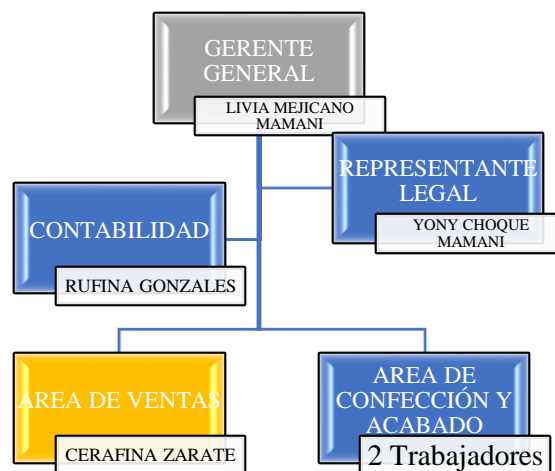 GERENTE
GENERAL
LIVIA MEJICANO
MAMANI
REPRESENTANTE
LEGAL
YONY CHOQUE
MAMANI
CONTABILIDAD
RUFINA GONZALES
AREA DE VENTAS
CERAFINA ZARATE
AREA DE
CONFECCIÓN Y
ACABADO
2 Trabajadores